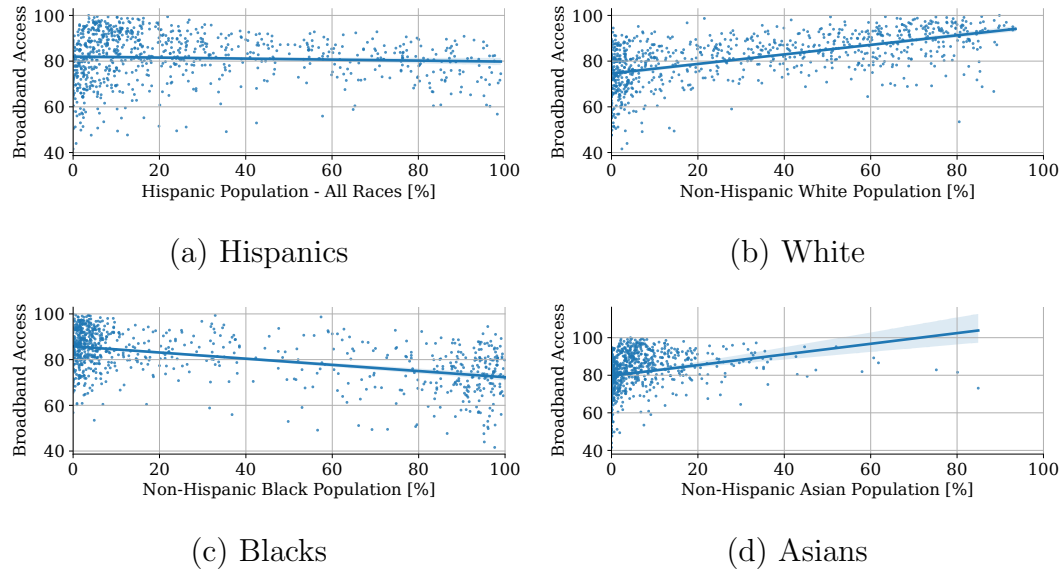 Broadband Access
100
80
60
40
0 20 40 60 80 100
Hispanic Population - All Races [%]
(a) Hispanics
Broadband Access
100
80
60
40
0 20 40 60 80 100
Non-Hispanic White Population [%]
(b) White
Broadband Access
100
80
60
40
0 20 40 60 80 100
Non-Hispanic Black Population [%]
(c) Blacks
Broadband Access
100
80
60
40
0 20 40 60 80 100
Non-Hispanic Asian Population [%]
(d) Asians